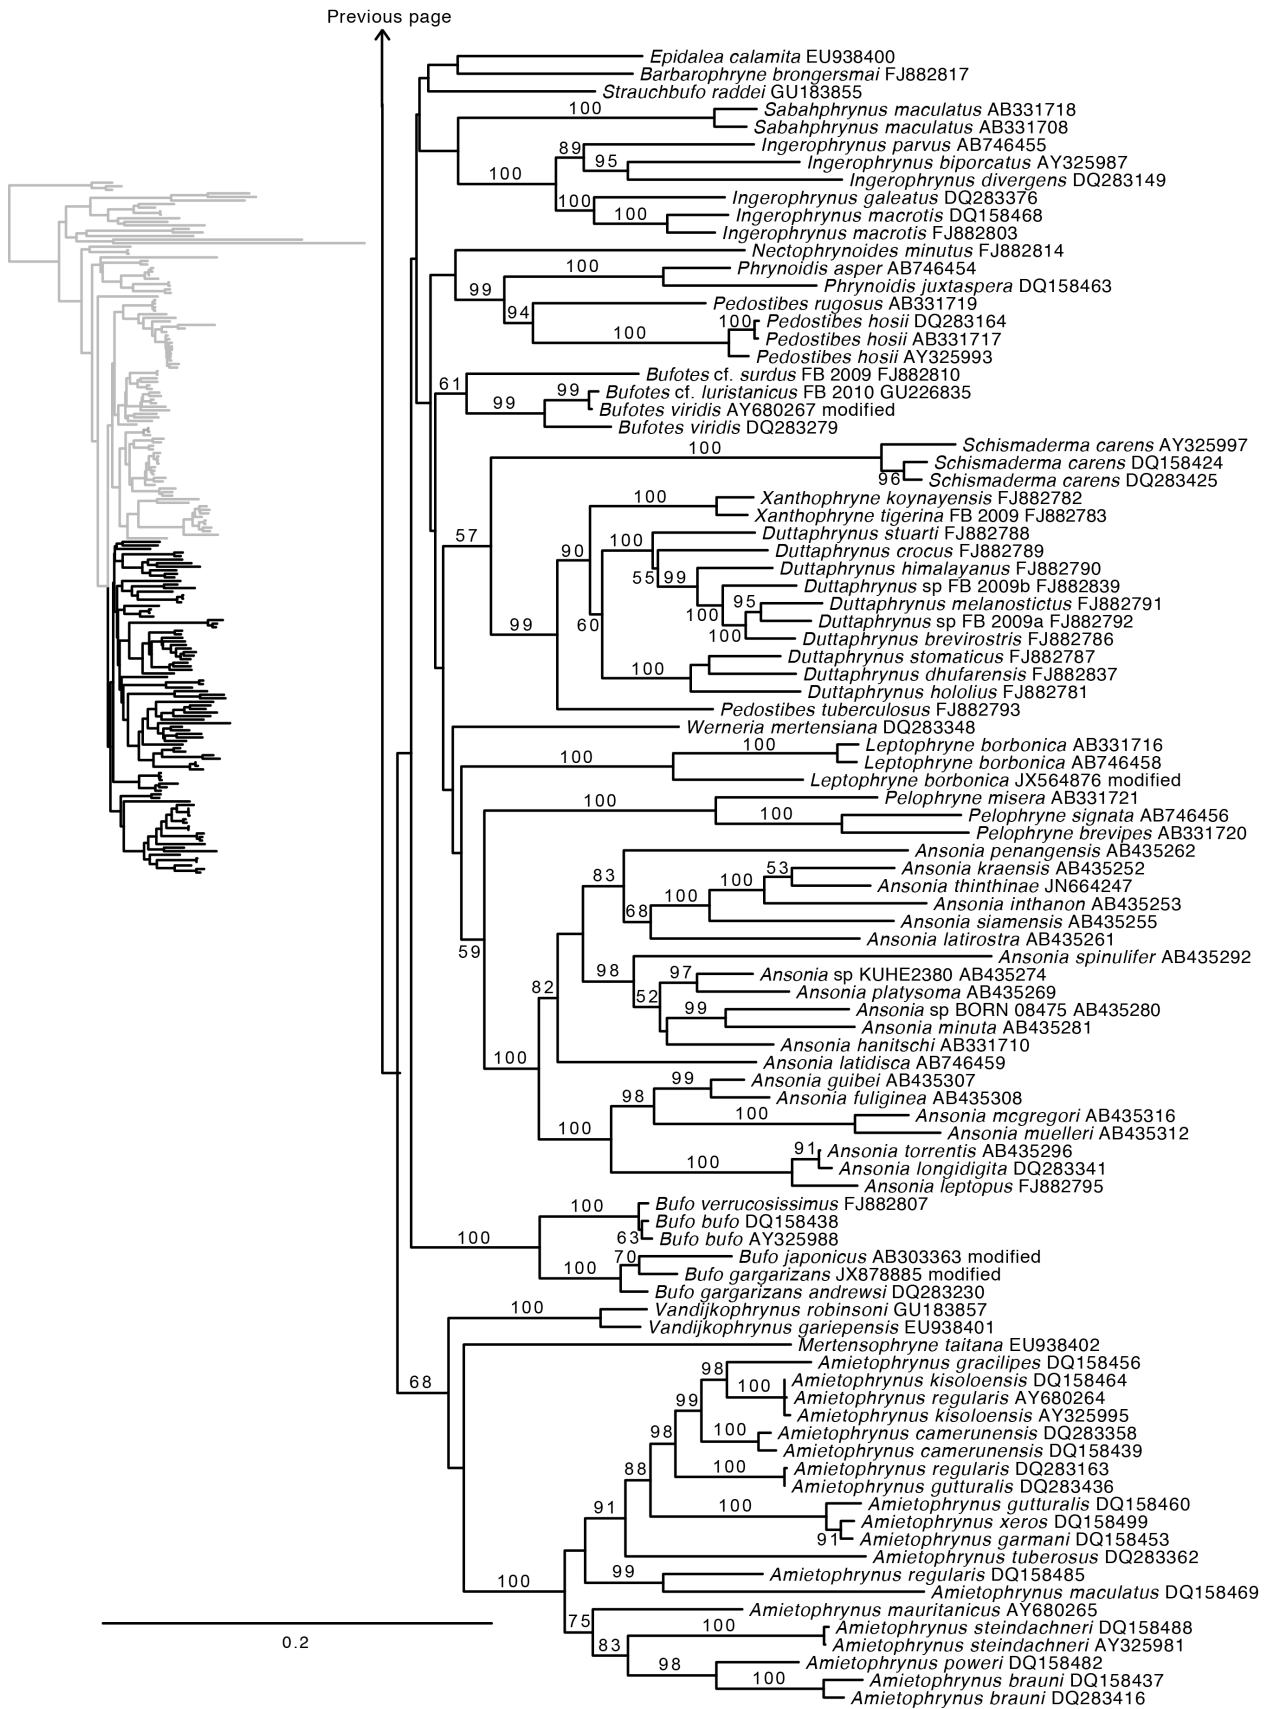 Previous page
Epidalea calamita EU938400
Barbarophryne brongersmai FJ882817
Strauchbufo raddei GU183855
100
Sabahphrynus maculatus AB331718
Sabahphrynus maculatus AB331708
89
Ingerophrynus parvus AB746455
95
Ingerophrynus biporcatus AY325987
100
Ingerophrynus divergens DQ283149
100
Ingerophrynus galeatus DQ283376
100
Ingerophrynus macrotis DQ158468
Ingerophrynus macrotis FJ882803
Nectophrynoides minutus FJ882814
100
Phrynoidis asper AB746454
99
Phrynoidis juxtaspera DQ158463
94
Pedostibes rugosus AB331719
100
Pedostibes hosii DQ283164
100
Pedostibes hosii AB331717
Pedostibes hosii AY325993
61
Bufotes cf. surdus FB 2009 FJ882810
99
Bufotes cf. luristanicus FB 2010 GU226835
99
Bufotes viridis AY680267 modified
Bufotes viridis DQ283279
100
Schismaderma carens AY325997
Schismaderma carens DQ158424
96
Schismaderma carens DQ283425
100
Xanthophryne koynayensis FJ882782
Xanthophryne tigerina FB 2009 FJ882783
57
100
Duttaphrynus stuarti FJ882788
90
Duttaphrynus crocus FJ882789
55
99
Duttaphrynus himalayanus FJ882790
Duttaphrynus sp FB 2009b FJ882839
95
Duttaphrynus melanostictus FJ882791
100
Duttaphrynus sp FB 2009a FJ882792
99
60
100
Duttaphrynus brevirostris FJ882786
Duttaphrynus stomaticus FJ882787
100
Duttaphrynus dhufarensis FJ882837
Duttaphrynus hololius FJ882781
Pedostibes tuberculosus FJ882793
Werneria mertensiana DQ283348
100
Leptophryne borbonica AB331716
100
Leptophryne borbonica AB746458
Leptophryne borbonica JX564876 modified
100
Pelophryne misera AB331721
100
Pelophryne signata AB746456
Pelophryne brevipes AB331720
Ansonia penangensis AB435262
83
53
Ansonia kraensis AB435252
100
Ansonia thinthinae JN664247
100
Ansonia inthanon AB435253
68
Ansonia siamensis AB435255
Ansonia latirostra AB435261
59
Ansonia spinulifer AB435292
98
97
Ansonia sp KUHE2380 AB435274
82
52
Ansonia platysoma AB435269
99
Ansonia sp BORN 08475 AB435280
Ansonia minuta AB435281
Ansonia hanitschi AB331710
100
Ansonia latidisca AB746459
99
Ansonia guibei AB435307
98
Ansonia fuliginea AB435308
100
Ansonia mcgregori AB435316
100
Ansonia muelleri AB435312
91
Ansonia torrentis AB435296
100
Ansonia longidigita DQ283341
Ansonia leptopus FJ882795
100
Bufo verrucosissimus FJ882807
Bufo bufo DQ158438
100
63
Bufo bufo AY325988
70
Bufo japonicus AB303363 modified
100
Bufo gargarizans JX878885 modified
Bufo gargarizans andrewsi DQ283230
100
Vandijkophrynus robinsoni GU183857
Vandijkophrynus gariepensis EU938401
Mertensophryne taitana EU938402
68
98
Amietophrynus gracilipes DQ158456
100
Amietophrynus kisoloensis DQ158464
99
Amietophrynus regularis AY680264
Amietophrynus kisoloensis AY325995
98
100
Amietophrynus camerunensis DQ283358
Amietophrynus camerunensis DQ158439
88
100
Amietophrynus regularis DQ283163
Amietophrynus gutturalis DQ283436
91
100
Amietophrynus gutturalis DQ158460
Amietophrynus xeros DQ158499
91
Amietophrynus garmani DQ158453
Amietophrynus tuberosus DQ283362
100
99
Amietophrynus regularis DQ158485
Amietophrynus maculatus DQ158469
75
Amietophrynus mauritanicus AY680265
100
Amietophrynus steindachneri DQ158488
83
Amietophrynus steindachneri AY325981
98
Amietophrynus poweri DQ158482
100
Amietophrynus brauni DQ158437
Amietophrynus brauni DQ283416
0.2